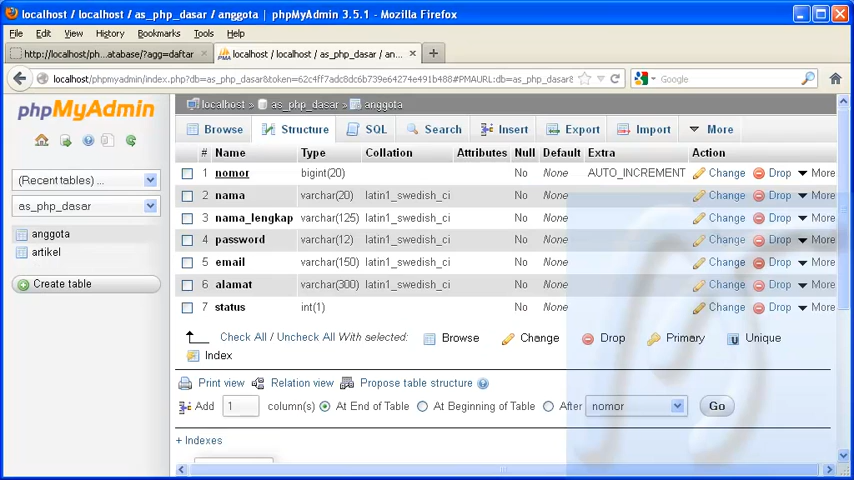 localhost / localhost / as_php_dasar / anggota | phpMyAdmin 3.5.1 - Mozilla Firefox
File Edit View History Bookmarks Tools Help
http://localhost/ph...atabase/?agg=daftar × localhost / localhost / as_php_dasar / an... × +
localhost/phpmyadmin/index.php?db=as_php_dasar&token=62c4ff7adc8dc6b739e64274e491b488#PMAURL:db=as_php_dasar& Google
phpMyAdmin
(Recent tables) ...
as_php_dasar
anggota
artikel
Create table
localhost » as_php_dasar » anggota
Browse Structure SQL Search Insert Export Import More
# Name Type Collation Attributes Null Default Extra Action
1 nomor bigint(20) No None AUTO_INCREMENT Change Drop More
2 nama varchar(20) latin1_swedish_ci No None Change Drop More
3 nama_lengkap varchar(125) latin1_swedish_ci No None Change Drop More
4 password varchar(12) latin1_swedish_ci No None Change Drop More
5 email varchar(150) latin1_swedish_ci No None Change Drop More
6 alamat varchar(300) latin1_swedish_ci No None Change Drop More
7 status int(1) No None Change Drop More
Check All / Uncheck All With selected: Browse Change Drop Primary Unique
Index
Print view Relation view Propose table structure
Add 1 column(s) At End of Table At Beginning of Table After nomor Go
+ Indexes